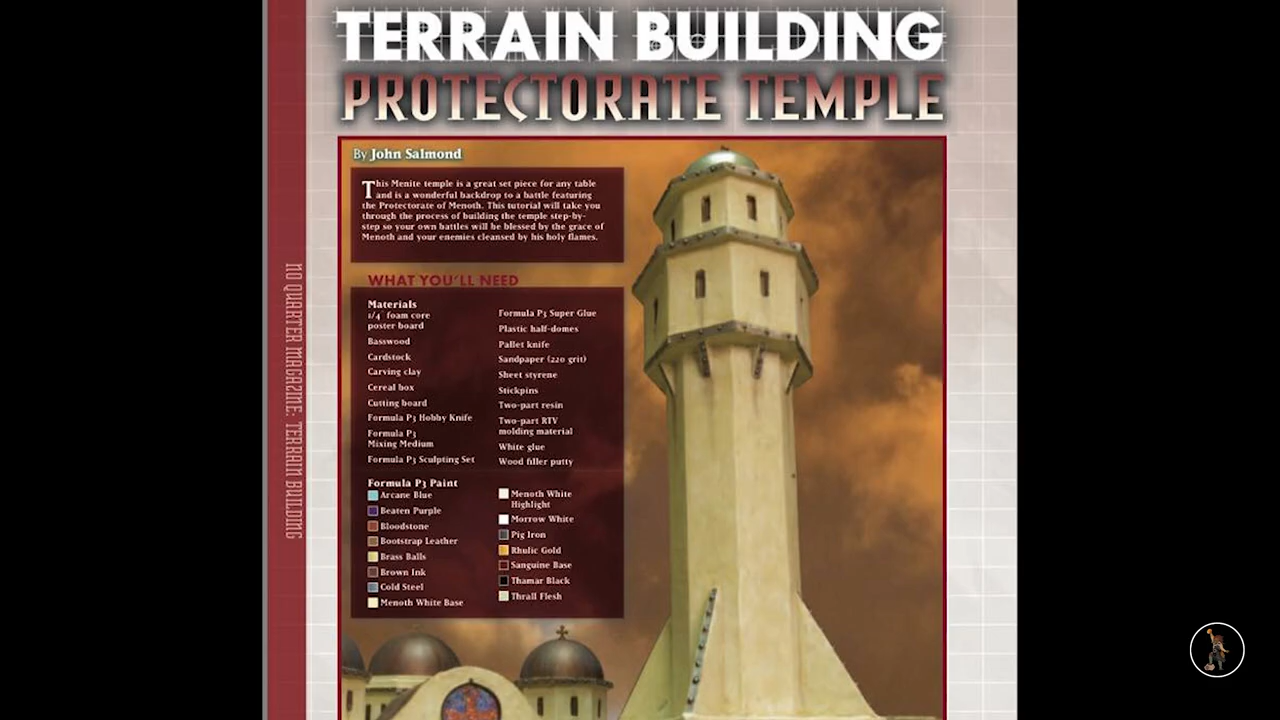 TERRAIN BUILDING
PROTECTORATE TEMPLE
By John Salmond
This Menite temple is a great set piece for any table
and is a wonderful backdrop to a battle featuring
the Protectorate of Menoth. This tutorial will take you
through the process of building the temple step-by-
step so your own battles will be blessed by the grace of
Menoth and your enemies cleansed by his holy flames.
WHAT YOU'LL NEED
Materials
1/4" foam core
poster board
Basswood
Cardstock
Carving clay
Cereal box
Cutting board
Formula P3 Hobby Knife
Formula P3
Mixing Medium
Formula P3 Sculpting Set
Formula P3 Super Glue
Plastic half-domes
Pallet knife
Sandpaper (220 grit)
Sheet styrene
Stickpins
Two-part resin
Two-part RTV
molding material
White glue
Wood filler putty
Formula P3 Paint
Arcane Blue
Beaten Purple
Bloodstone
Bootstrap Leather
Brass Balls
Brown Ink
Cold Steel
Menoth White Base
Menoth White
Highlight
Morrow White
Pig Iron
Rhulic Gold
Sanguine Base
Thamar Black
Thrall Flesh
NO QUARTER MAGAZINE: TERRAIN BUILDING